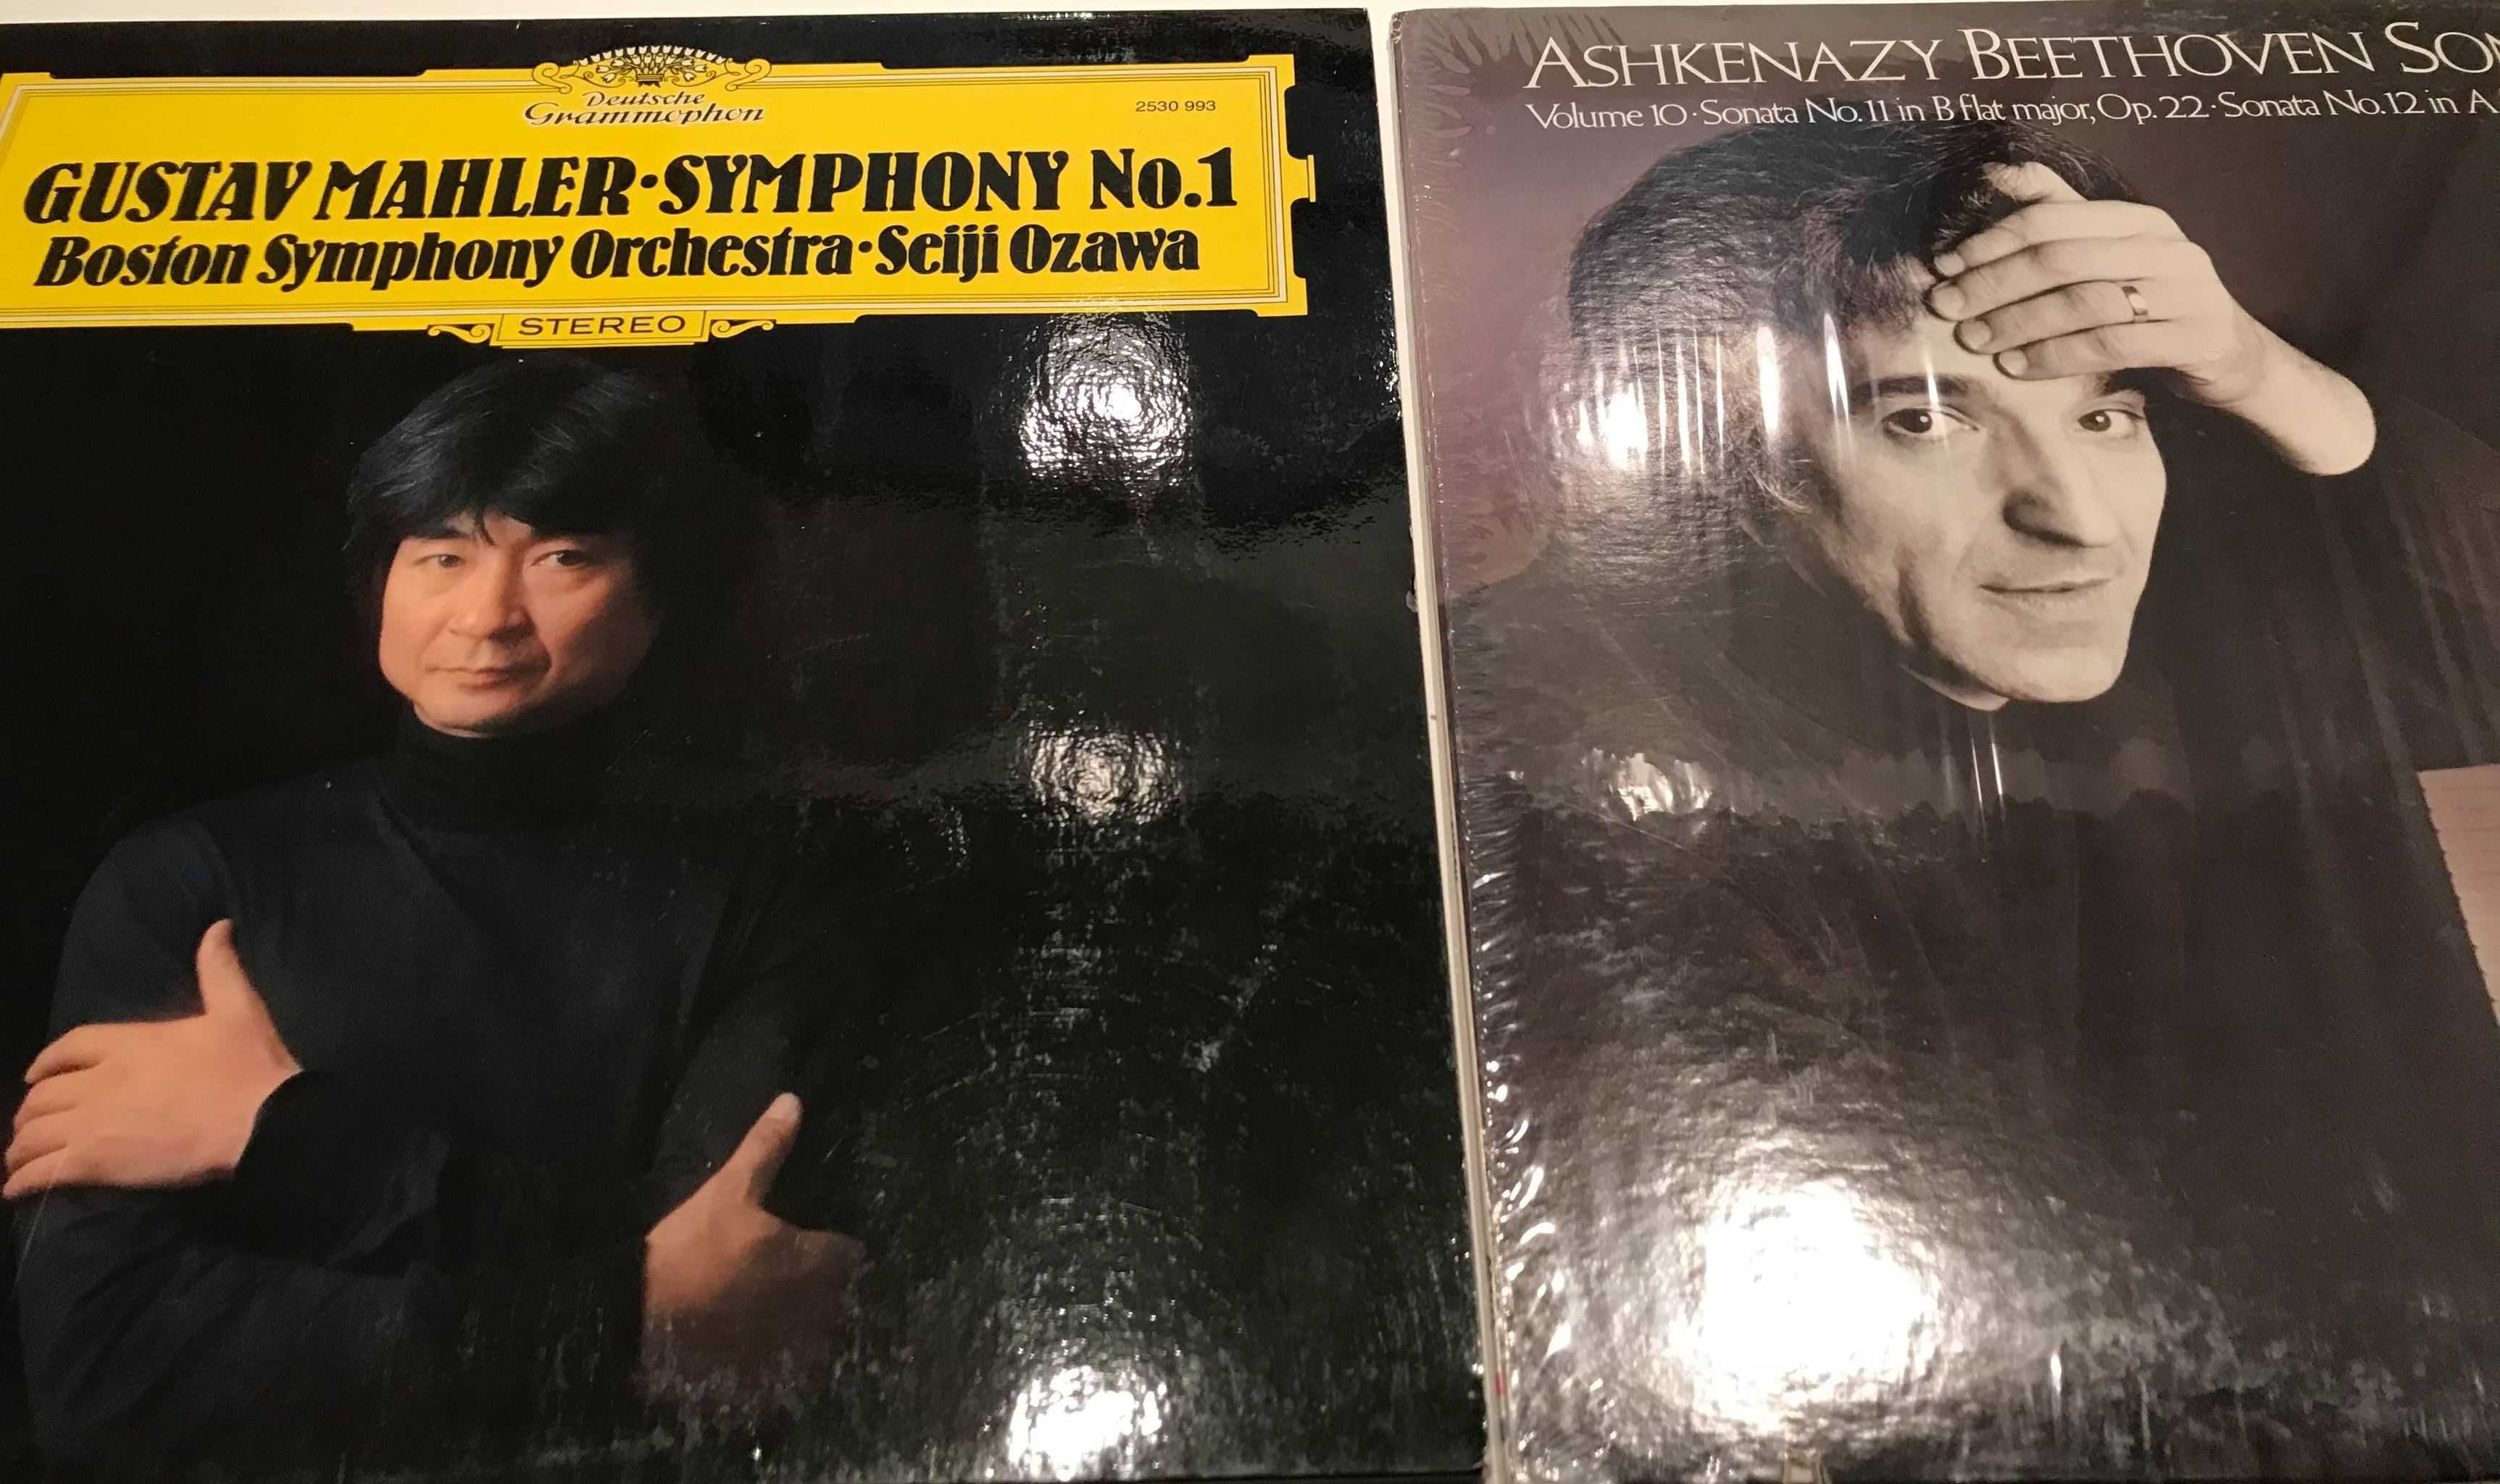 Deutsche
Grammophon
2530 993
GUSTAV MAHLER·SYMPHONY No.1
Boston Symphony Orchestra·Seiji Ozawa
STEREO
ASHKENAZY BEETHOVEN
Volume 10·Sonata No.11 in B flat major, Op. 22·Sonata No.12 in A